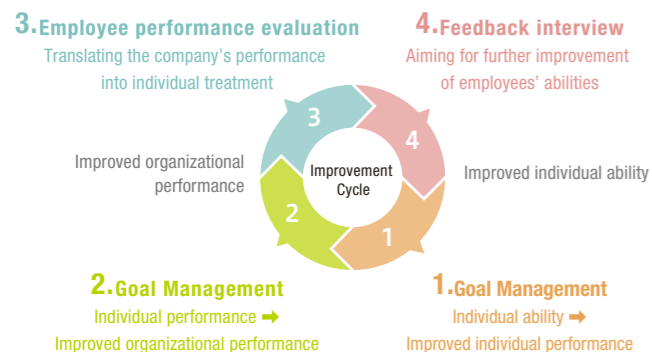 3.Employee performance evaluation
Translating the company's performance
into individual treatment
4.Feedback interview
Aiming for further improvement
of employees' abilities
3
4
Improved organizational
performance
Improvement
Cycle
Improved individual ability
2
1
2.Goal Management
Individual performance ➡
Improved organizational performance
1.Goal Management
Individual ability ➡
Improved individual performance